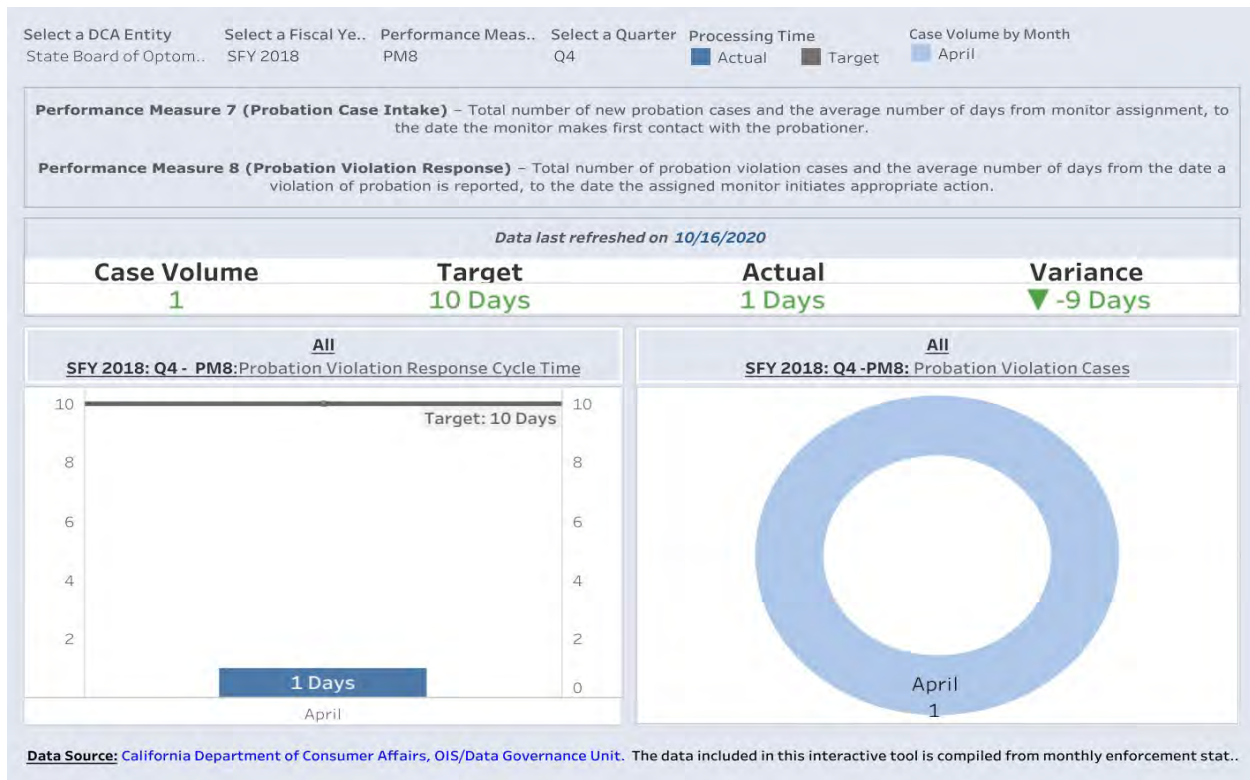 Select a DCA Entity Select a Fiscal Ye.. Performance Meas.. Select a Quarter Processing Time Case Volume by Month
State Board of Optom.. SFY 2018 PM8 Q4 Actual Target April
Performance Measure 7 (Probation Case Intake) – Total number of new probation cases and the average number of days from monitor assignment, to
the date the monitor makes first contact with the probationer.
Performance Measure 8 (Probation Violation Response) – Total number of probation violation cases and the average number of days from the date a
violation of probation is reported, to the date the assigned monitor initiates appropriate action.
Data last refreshed on 10/16/2020
Case Volume Target Actual Variance
1 10 Days 1 Days ▼ -9 Days
All
SFY 2018: Q4 - PM8:Probation Violation Response Cycle Time
10 10
Target: 10 Days
8 8
6 6
4 4
2 2
1 Days
0
April
All
SFY 2018: Q4 -PM8: Probation Violation Cases
April
1
Data Source: California Department of Consumer Affairs, OIS/Data Governance Unit. The data included in this interactive tool is compiled from monthly enforcement stat..